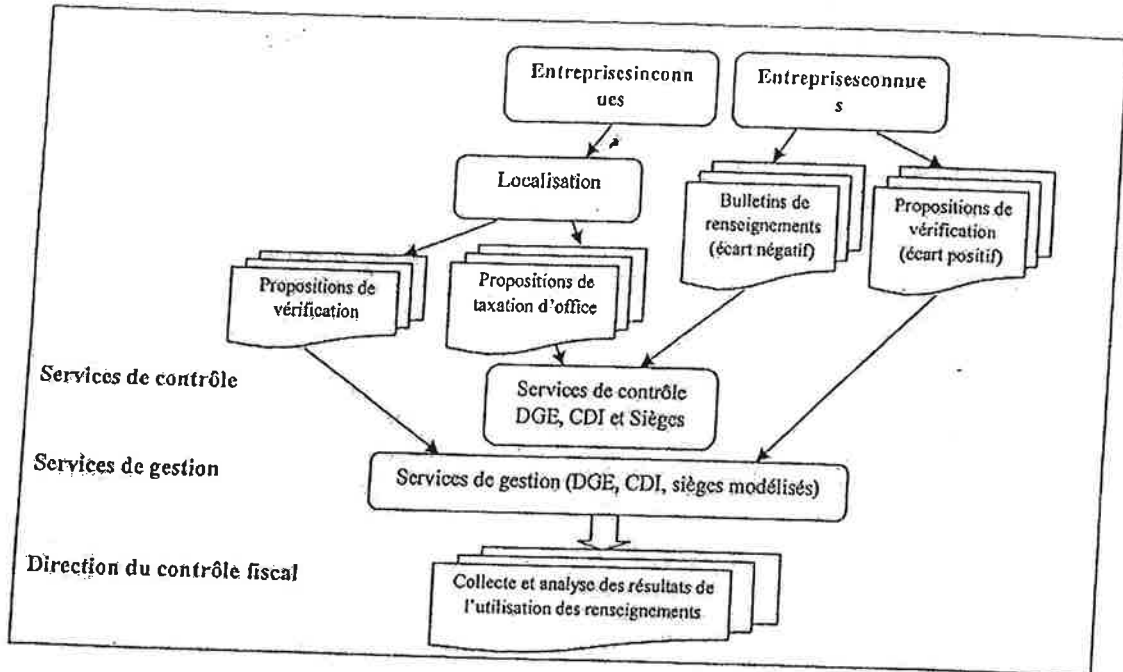 Entreprisesinconn
ues
Entreprisesconnue
s
Localisation
Bulletins de
renseignements
(écart négatif)
Propositions de
vérification
(écart positif)
Propositions de
vérification
Propositions de
taxation d'office
Services de contrôle
Services de contrôle
DGE, CDI et Sièges
Services de gestion
Services de gestion (DGE, CDI, sièges modélisés)
Direction du contrôle fiscal
Collecte et analyse des résultats de
l'utilisation des renseignements